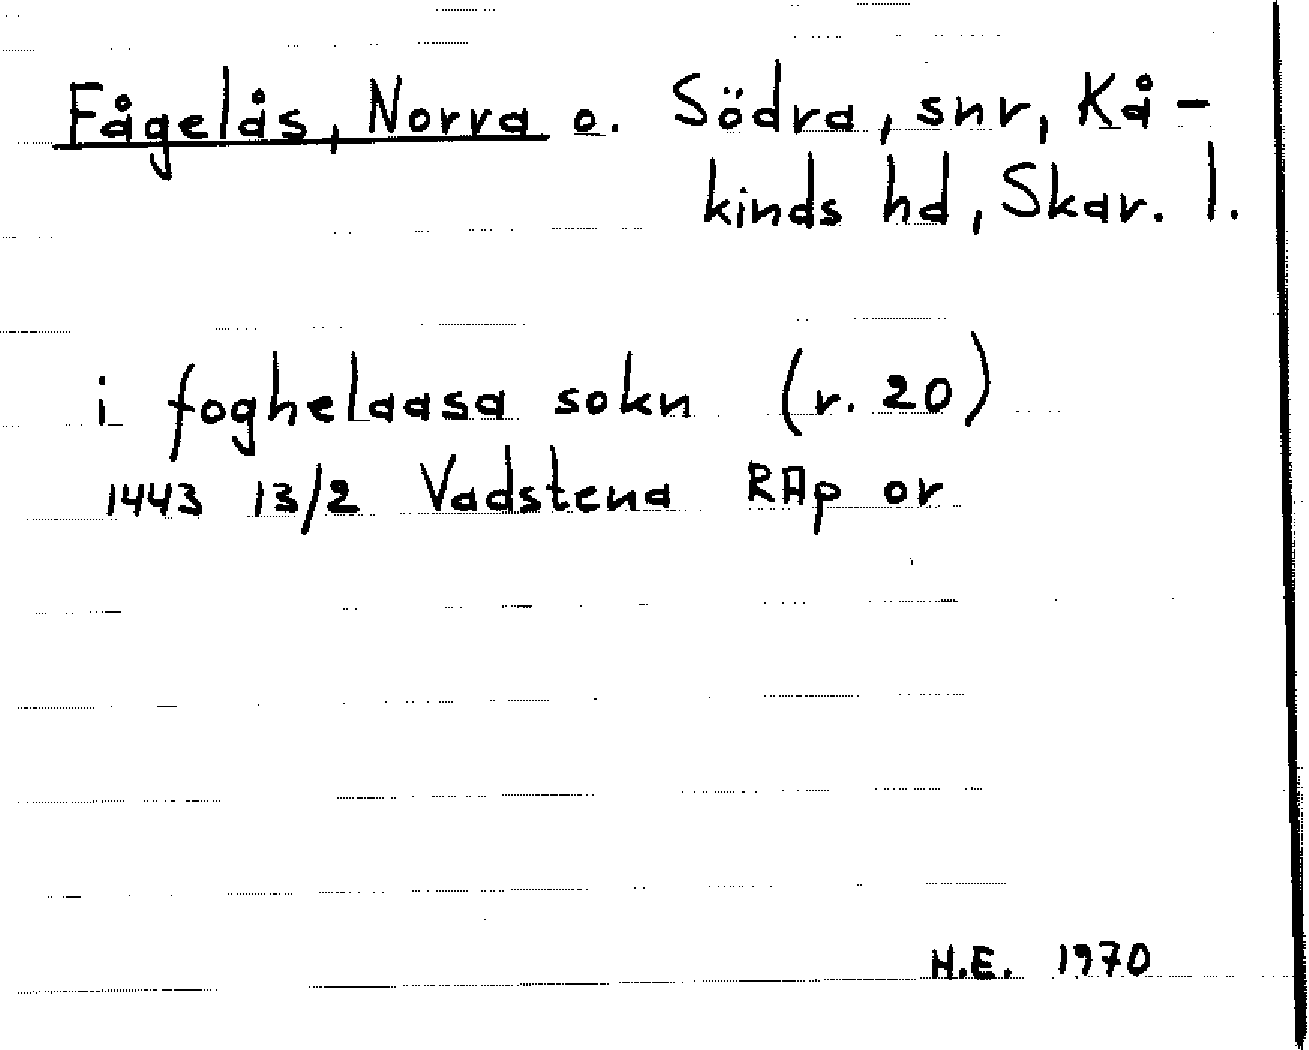 Fågelås, Norra o. Södra, snr, Kå-
kinds hd, Skar. l.
i foghelaasa sokn (r. 20)
1443 13/2 Vadstena RAp or
H.E. 1970